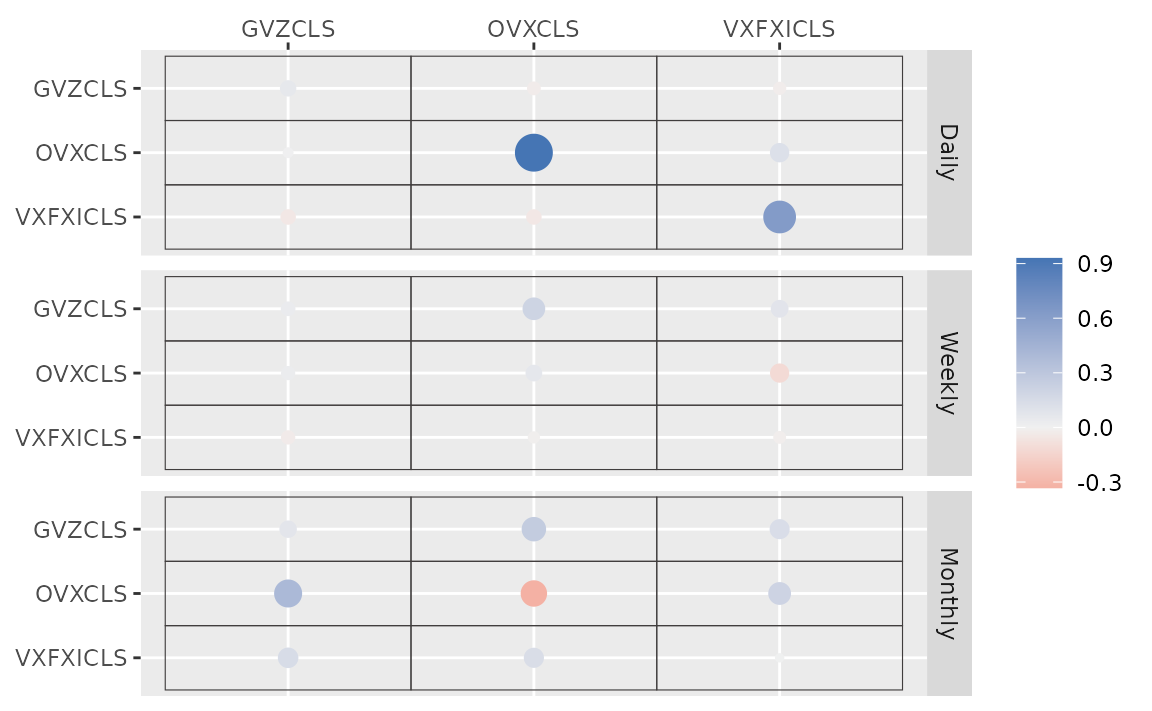 GVZCLS OVXCLS VXFXICLS
GVZCLS
OVXCLS
VXFXICLS
Daily
GVZCLS
OVXCLS
VXFXICLS
Weekly
GVZCLS
OVXCLS
VXFXICLS
Monthly
0.9
0.6
0.3
0.0
-0.3